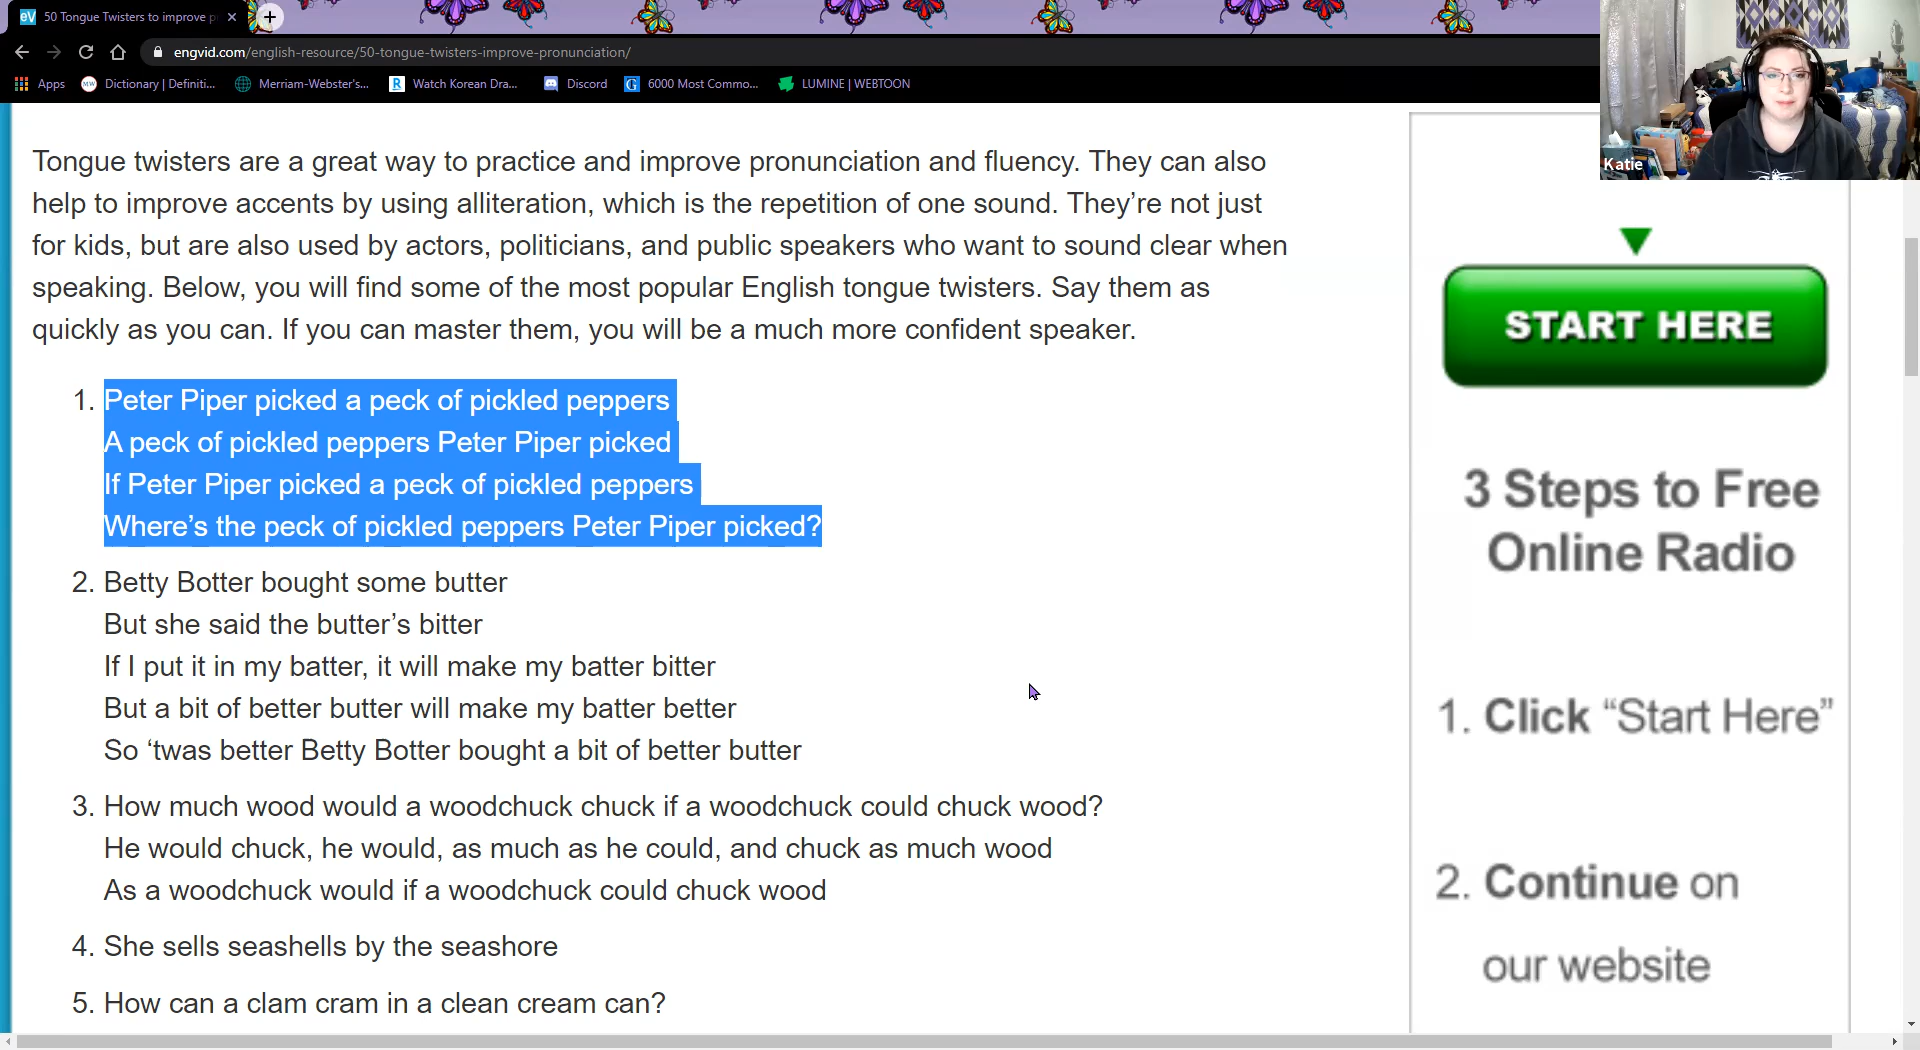 50 Tongue Twisters to improve p
engvid.com/english-resource/50-tongue-twisters-improve-pronunciation/
Apps Dictionary | Definiti... Merriam-Webster's... Watch Korean Dra... Discord 6000 Most Commo... LUMINE | WEBTOON
Katie
Tongue twisters are a great way to practice and improve pronunciation and fluency. They can also
help to improve accents by using alliteration, which is the repetition of one sound. They’re not just
for kids, but are also used by actors, politicians, and public speakers who want to sound clear when
speaking. Below, you will find some of the most popular English tongue twisters. Say them as
quickly as you can. If you can master them, you will be a much more confident speaker.
1. Peter Piper picked a peck of pickled peppers
A peck of pickled peppers Peter Piper picked
If Peter Piper picked a peck of pickled peppers
Where’s the peck of pickled peppers Peter Piper picked?
2. Betty Botter bought some butter
But she said the butter’s bitter
If I put it in my batter, it will make my batter bitter
But a bit of better butter will make my batter better
So ‘twas better Betty Botter bought a bit of better butter
3. How much wood would a woodchuck chuck if a woodchuck could chuck wood?
He would chuck, he would, as much as he could, and chuck as much wood
As a woodchuck would if a woodchuck could chuck wood
4. She sells seashells by the seashore
5. How can a clam cram in a clean cream can?
START HERE
3 Steps to Free
Online Radio
1. Click “Start Here”
2. Continue on
our website